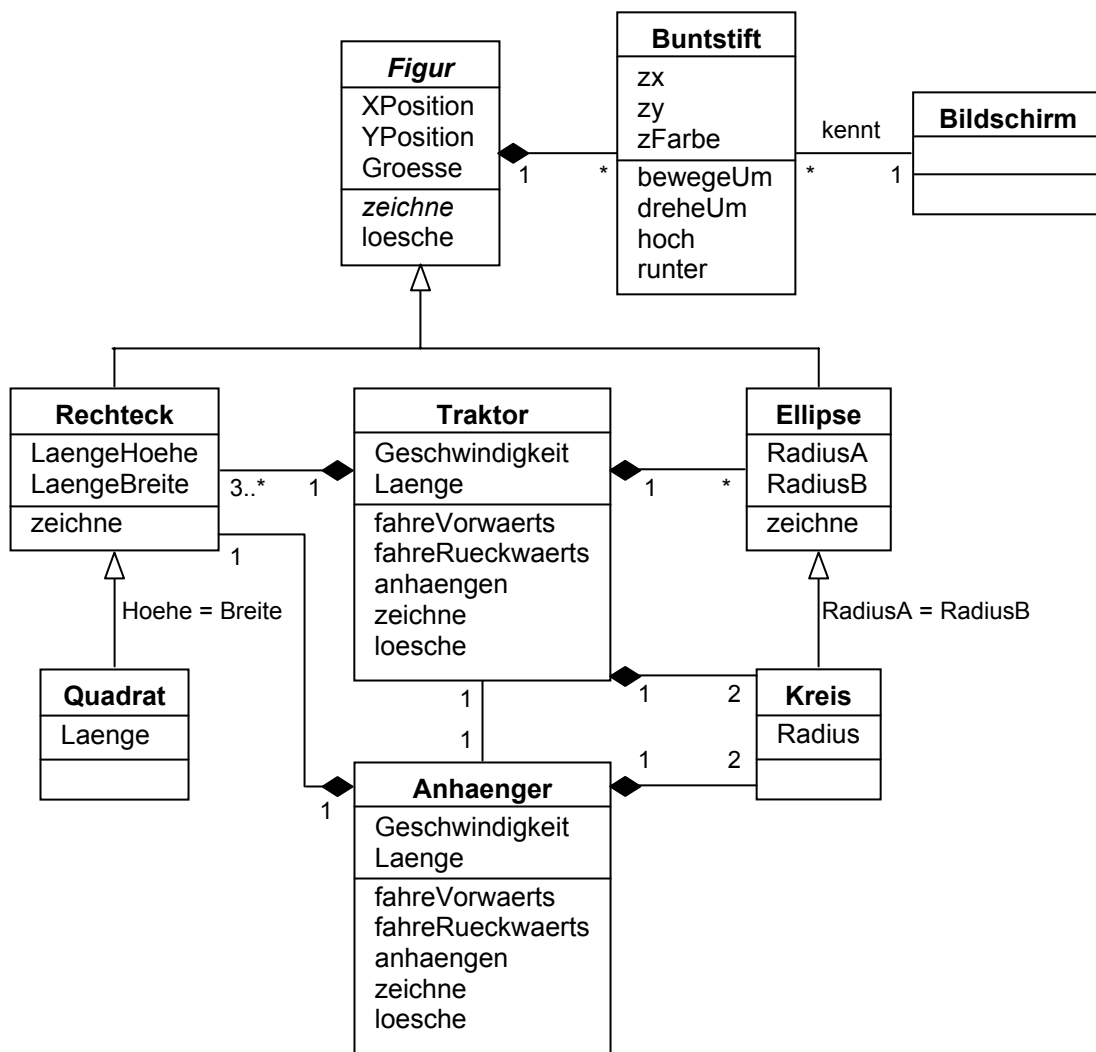 Figur
XPosition
YPosition
Groesse
zeichne
loesche
1
*
Buntstift
zx
zy
zFarbe
bewegeUm
dreheUm
hoch
runter
kennt
*
1
Bildschirm
Rechteck
LaengeHoehe
LaengeBreite
zeichne
3..*
1
1
Traktor
Geschwindigkeit
Laenge
fahreVorwaerts
fahreRueckwaerts
anhaengen
zeichne
loesche
1
*
Ellipse
RadiusA
RadiusB
zeichne
Hoehe = Breite
RadiusA = RadiusB
Quadrat
Laenge
1
2
Kreis
Radius
1
1
1
2
1
Anhaenger
Geschwindigkeit
Laenge
fahreVorwaerts
fahreRueckwaerts
anhaengen
zeichne
loesche